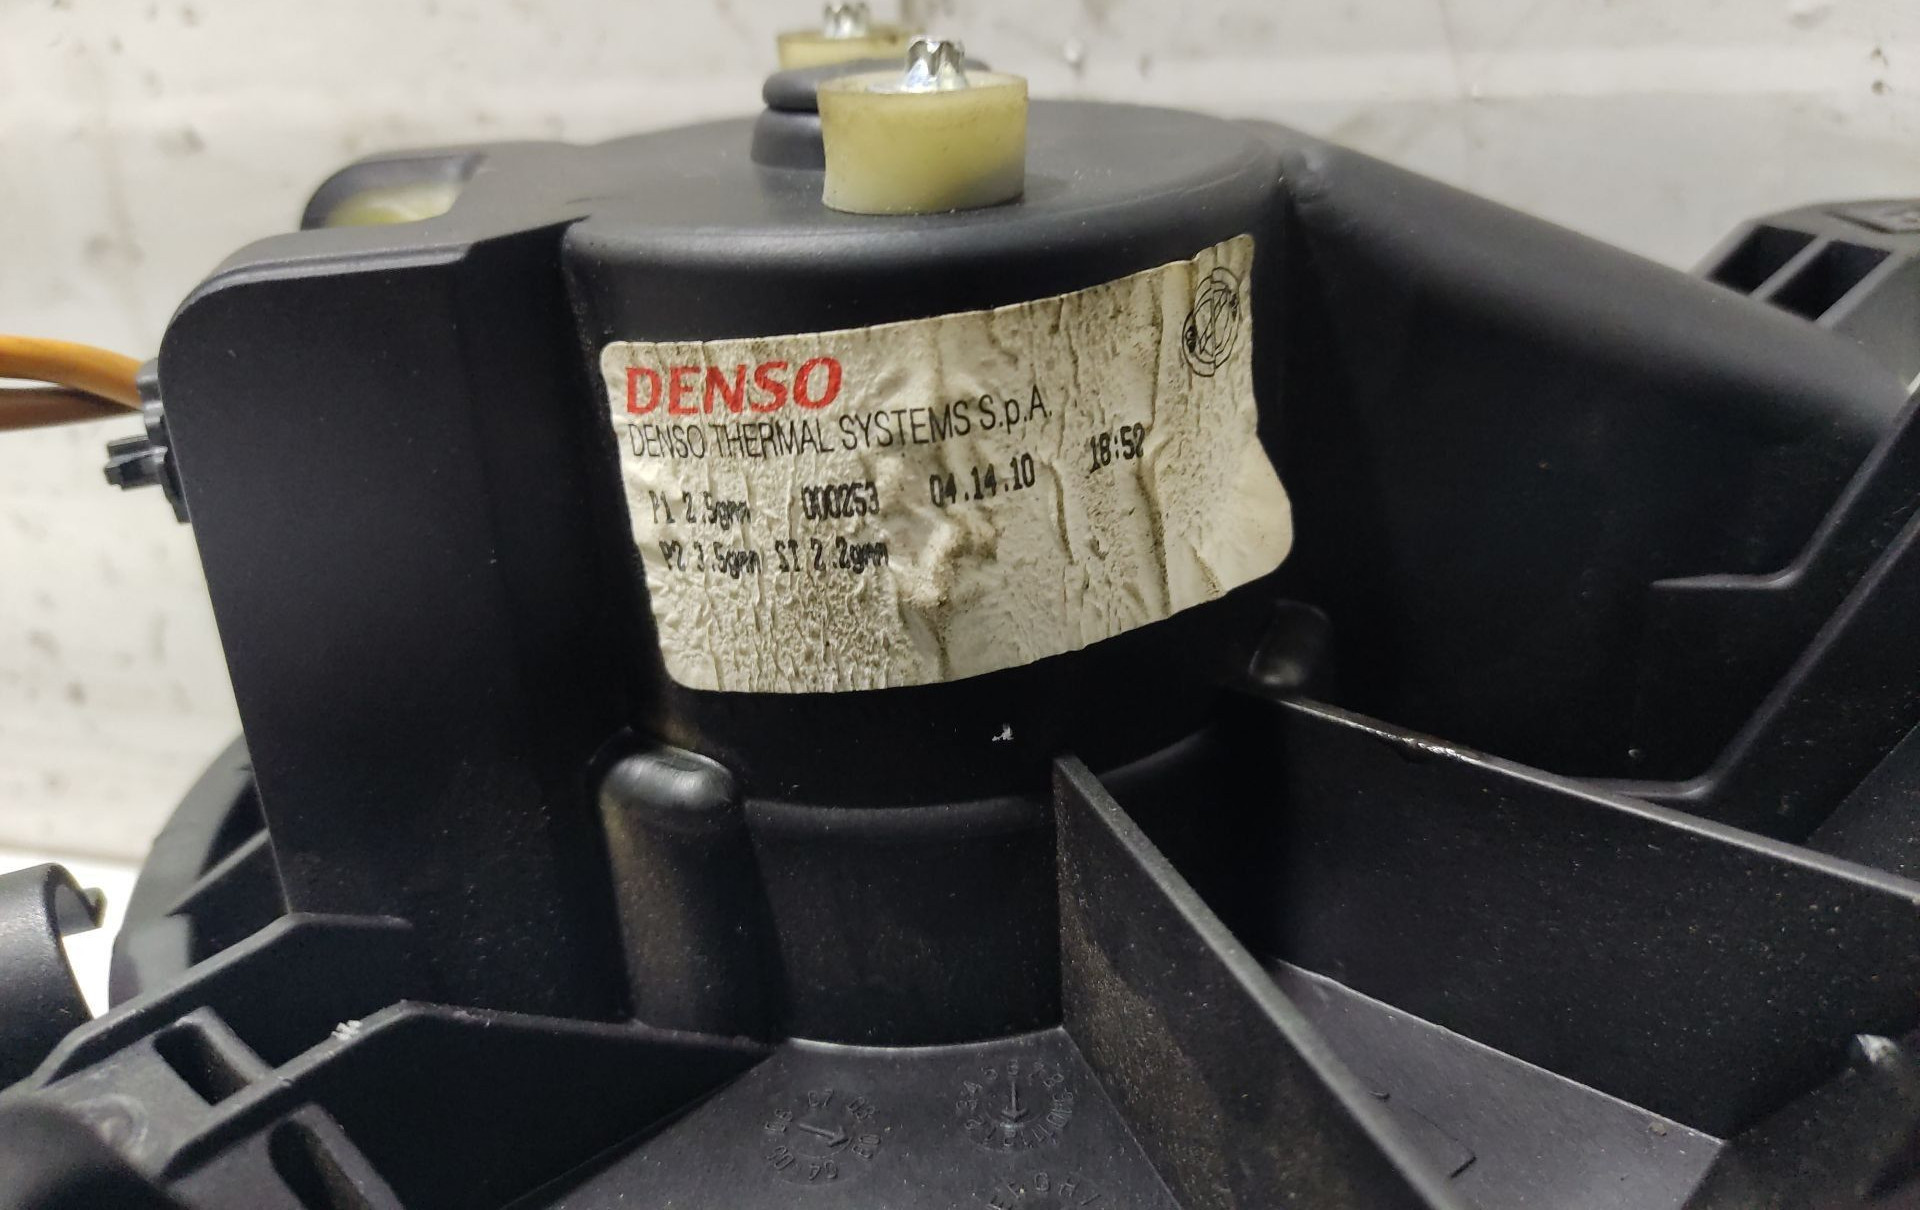 DENSO
DENSO THERMAL SYSTEMS S.p.A.
P1 2.5gmm 000253 04.14.10 18:52
P2 3.5gmm SI 2.2gmm